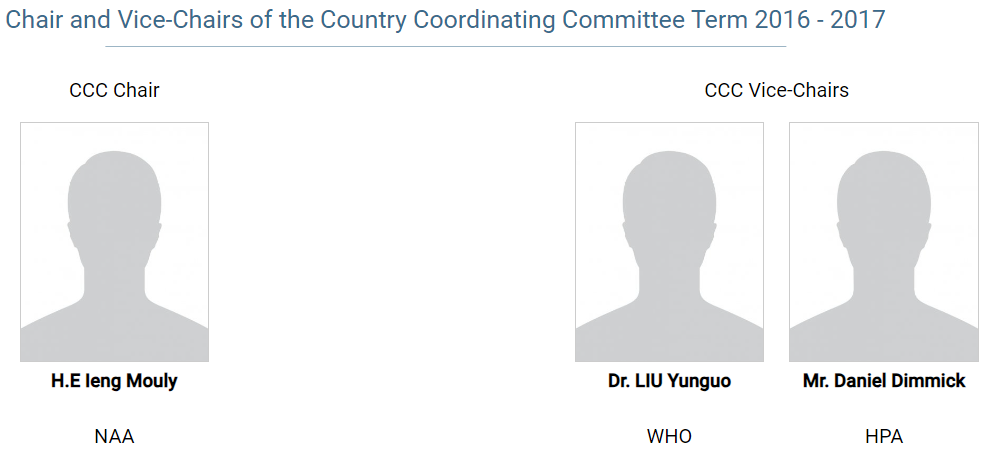 Chair and Vice-Chairs of the Country Coordinating Committee Term 2016 - 2017
CCC Chair
CCC Vice-Chairs
H.E Ieng Mouly
Dr. LIU Yunguo
Mr. Daniel Dimmick
NAA
WHO
HPA